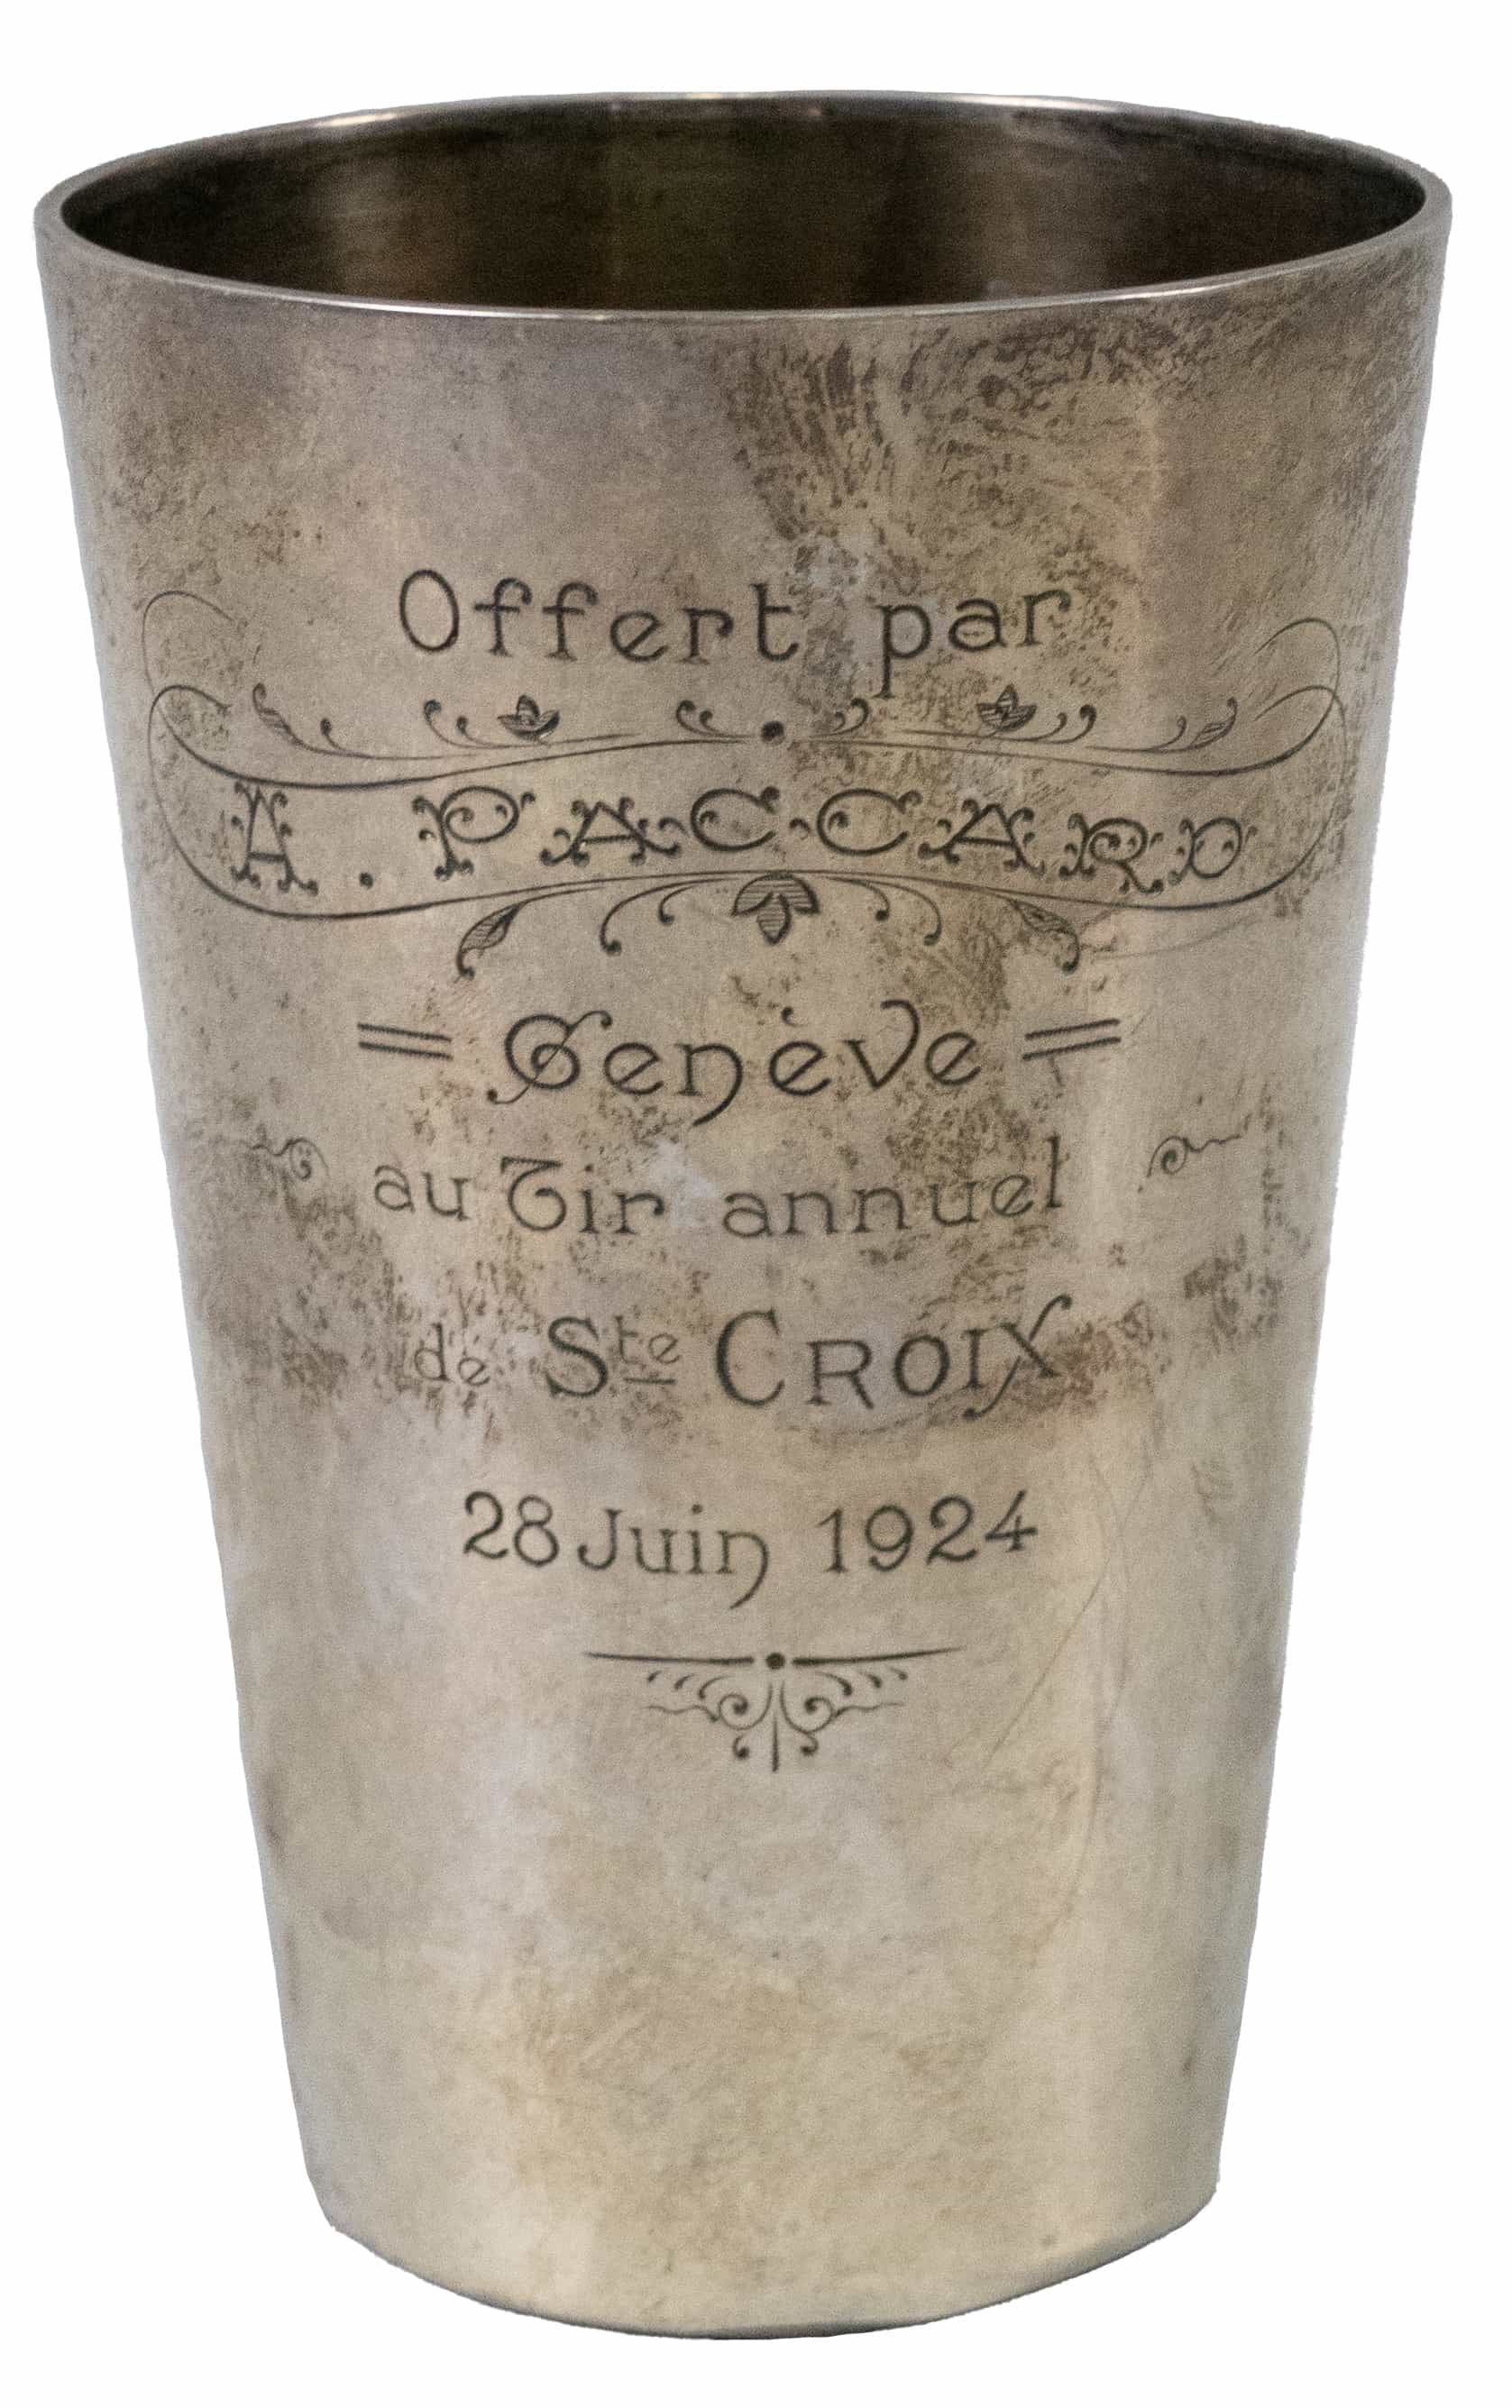 Offert par
A. PACCARD
= Genève =
au Tir annuel
de Ste CROIX
28 Juin 1924